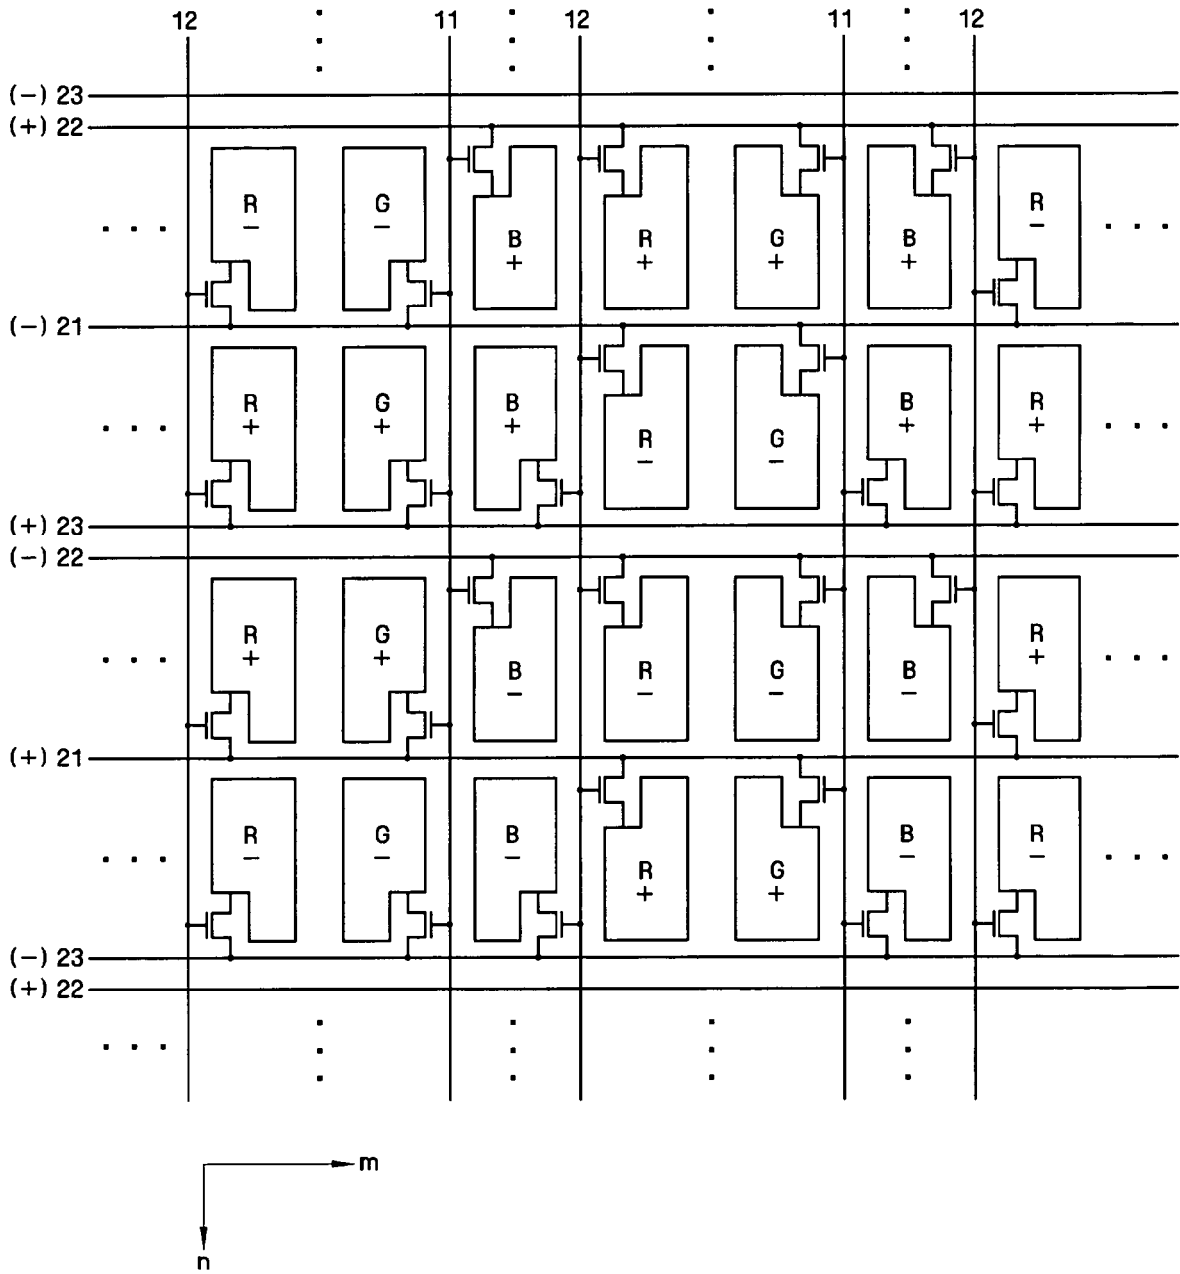 12 11 12 11 12
(−) 23
(+) 22
R G B R G B R
− − + + + + −
(−) 21
R G B R G B R
+ + + − − + +
(+) 23
(−) 22
R G B R G B R
+ + − − − − +
(+) 21
R G B R G B R
− − − + + − −
(−) 23
(+) 22
m
n